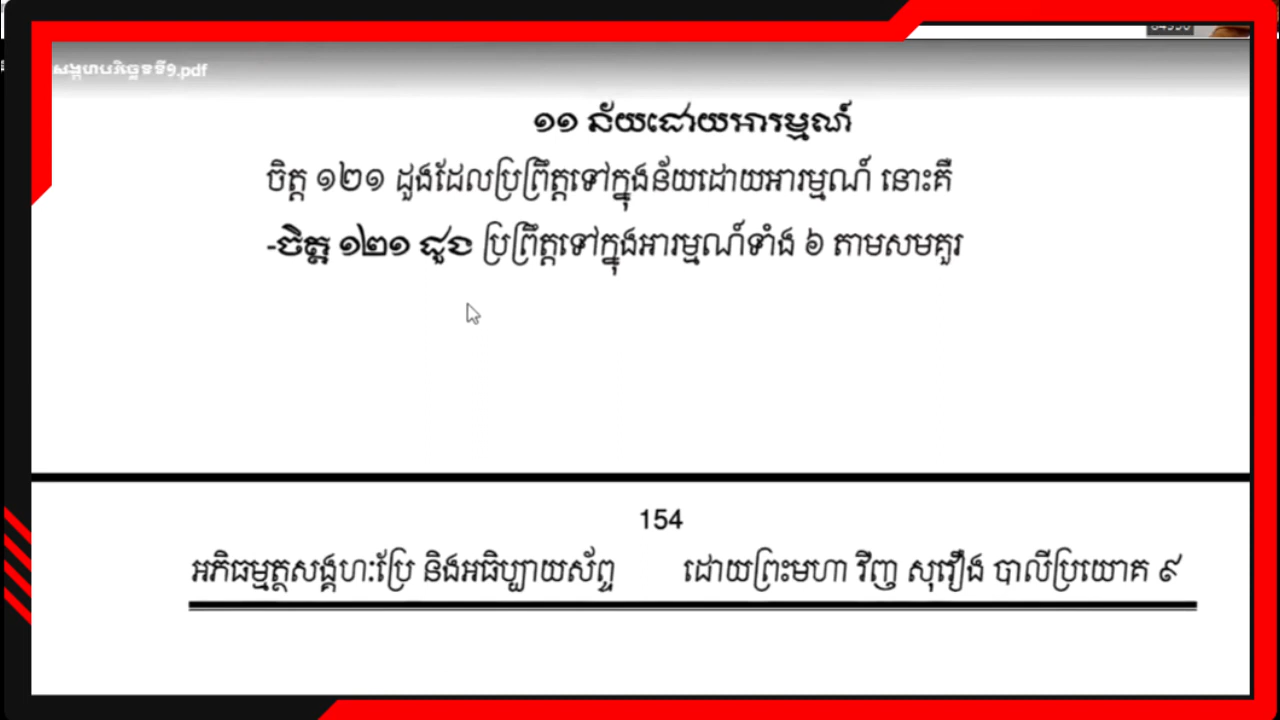 សង្គហបរិច្ឆេទទី១.pdf
១១ ន័យដោយអារម្មណ៍
ចិត្ត ១២១ ដួងដែលប្រព្រឹត្តទៅក្នុងន័យដោយអារម្មណ៍ នោះគឺ
-ចិត្ត ១២១ ដួង ប្រព្រឹត្តទៅក្នុងអារម្មណ៍ទាំង ៦ តាមសមគួរ
154
អភិធម្មត្ថសង្គហៈប្រែ និងអធិប្បាយស័ព្ទ ដោយព្រះមហា វិញ សុវឿង បាលីប្រយោគ ៩